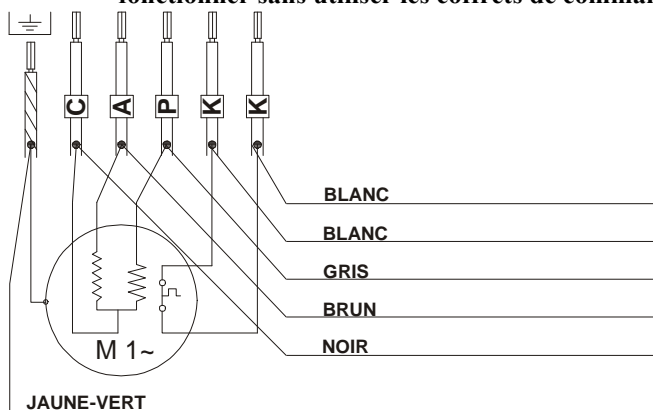 fonctionner sans utiliser les coffrets de comman
C A P K K
BLANC
BLANC
GRIS
BRUN
NOIR
M 1~
JAUNE-VERT